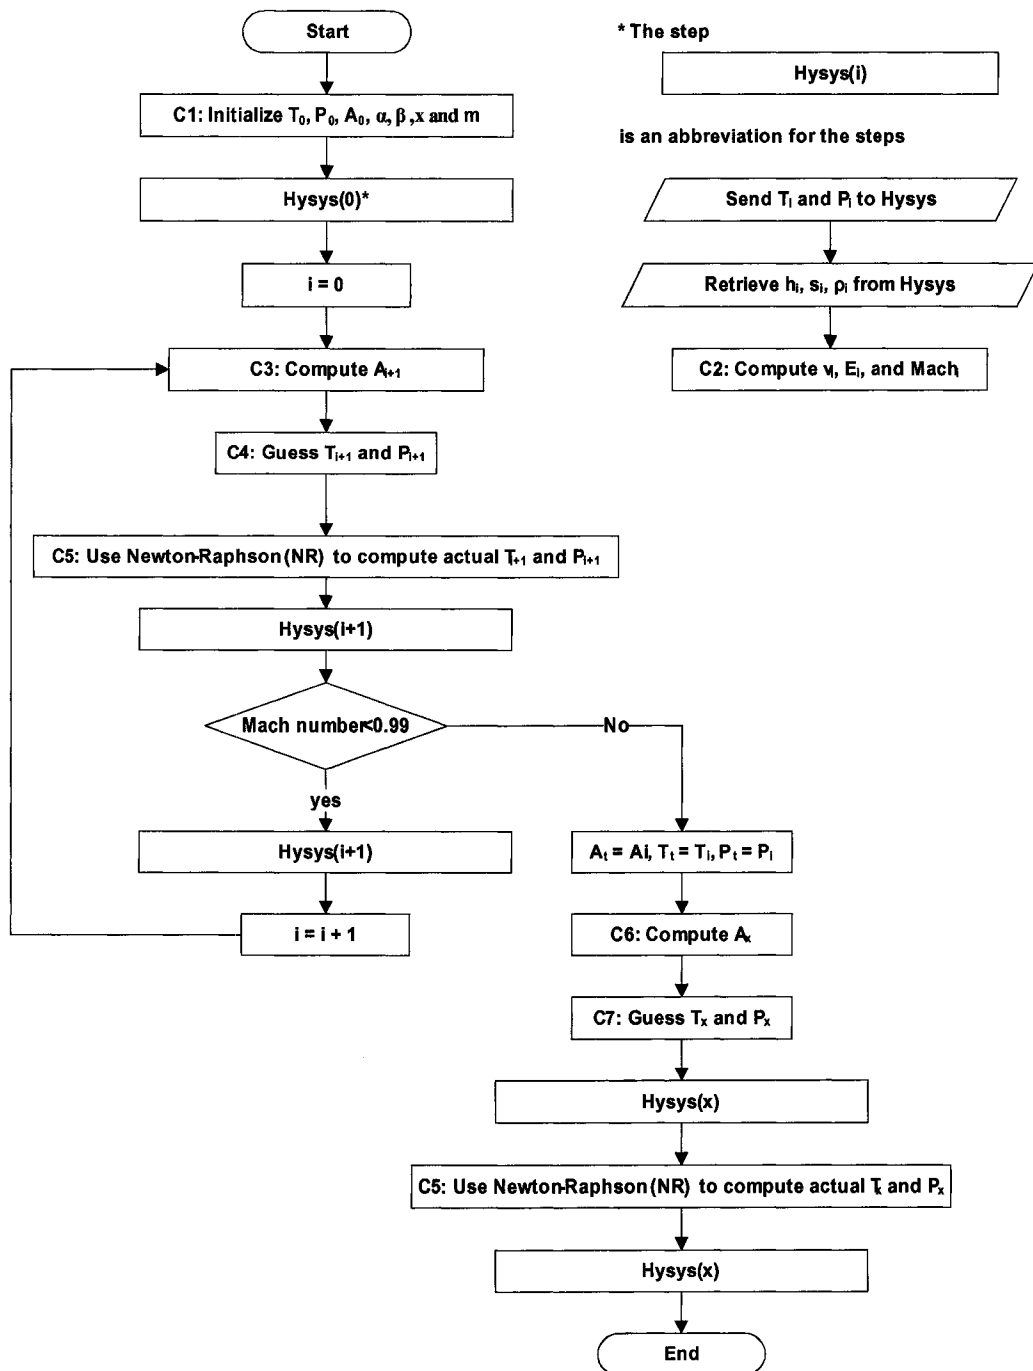 Start
C1: Initialize T₀, P₀, A₀, α, β ,x and m
Hysys(0)*
i = 0
C3: Compute Aᵢ₊₁
C4: Guess Tᵢ₊₁ and Pᵢ₊₁
C5: Use Newton-Raphson (NR) to compute actual Tᵢ₊₁ and Pᵢ₊₁
Hysys(i+1)
Mach number<0.99
No
yes
Hysys(i+1)
i = i + 1
Aₜ = Ai, Tₜ = Tᵢ, Pₜ = Pᵢ
C6: Compute Aₓ
C7: Guess Tₓ and Pₓ
Hysys(x)
C5: Use Newton-Raphson (NR) to compute actual Tₓ and Pₓ
Hysys(x)
End
* The step
Hysys(i)
is an abbreviation for the steps
Send Tᵢ and Pᵢ to Hysys
Retrieve hᵢ, sᵢ, ρᵢ from Hysys
C2: Compute vᵢ, Eᵢ, and Machᵢ